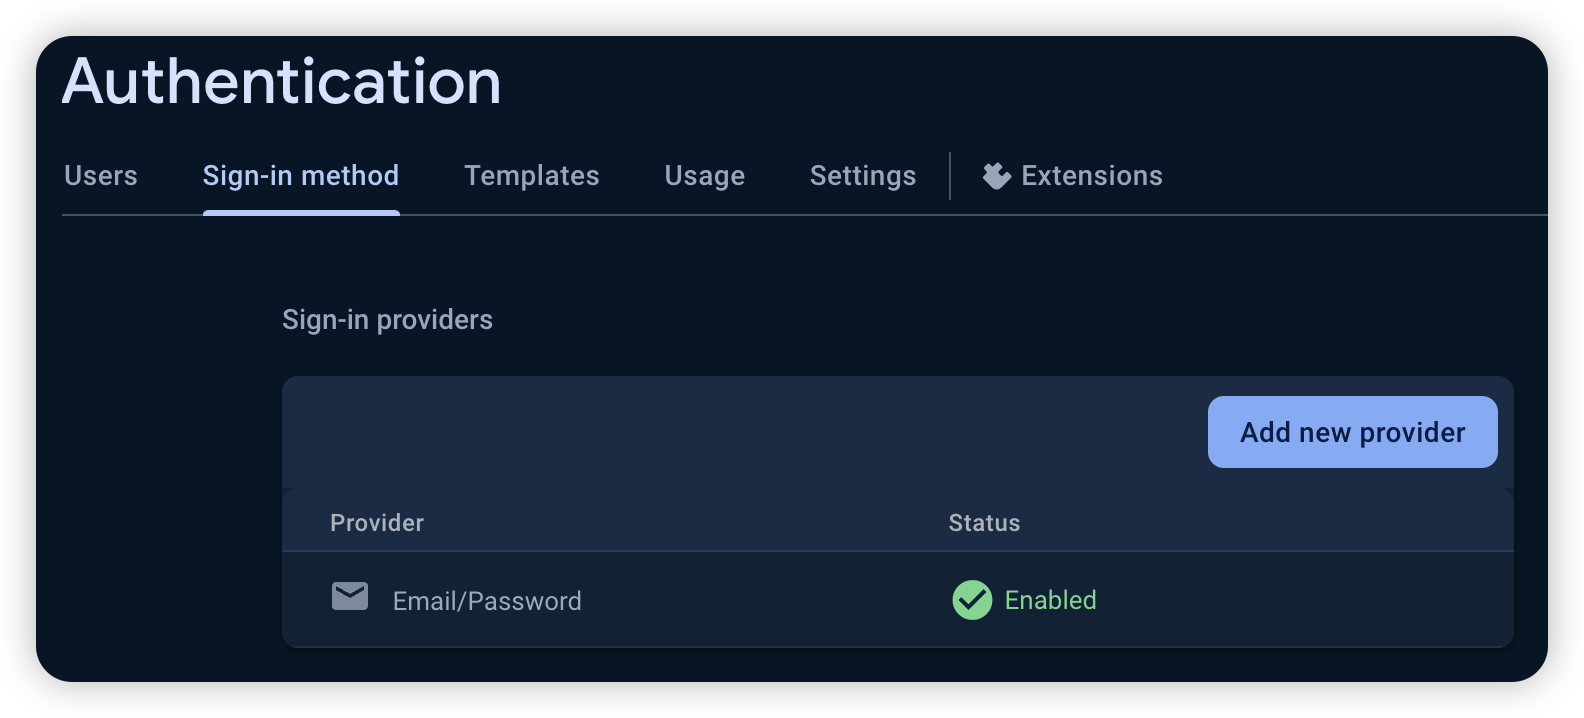 Authentication
Users Sign-in method Templates Usage Settings Extensions
Sign-in providers
Add new provider
Provider Status
Email/Password Enabled